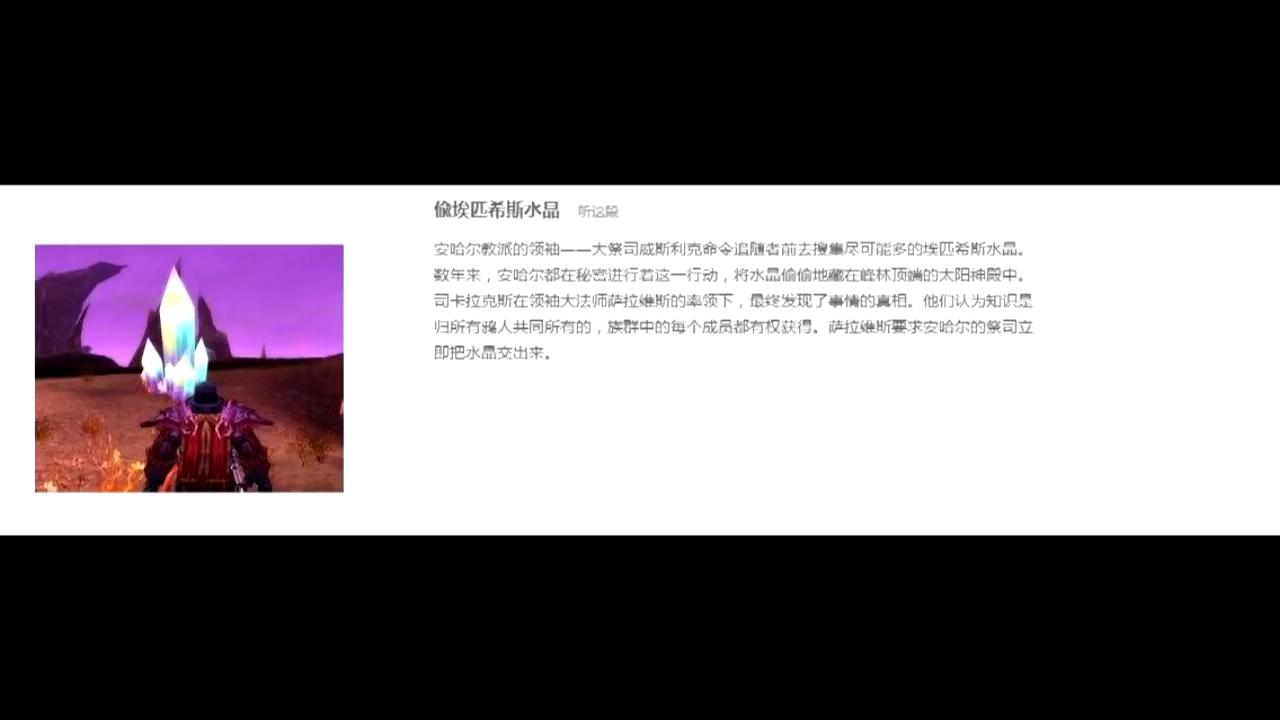 偷埃匹希斯水晶 听这段
安哈尔教派的领袖——大祭司威斯利克命令追随者前去搜集尽可能多的埃匹希斯水晶。
数年来，安哈尔都在秘密进行着这一行动，将水晶偷偷地藏在峰林顶端的太阳神殿中。
司卡拉克斯在领袖大法师萨拉维斯的率领下，最终发现了事情的真相。他们认为知识是
归所有鸦人共同所有的，族群中的每个成员都有权获得。萨拉维斯要求安哈尔的祭司立
即把水晶交出来。